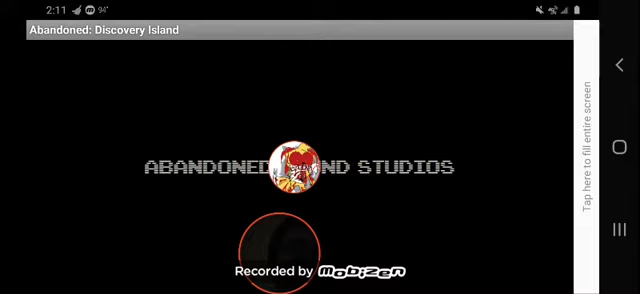 2:11
94°
Abandoned: Discovery Island
ABANDONED
ND STUDIOS
Recorded by Mobizen
Tap here to fill entire screen